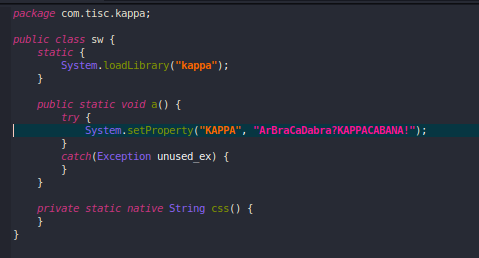 package com.tisc.kappa;
public class sw {
static {
System.loadLibrary("kappa");
}
public static void a() {
try {
System.setProperty("KAPPA", "ArBraCaDabra?KAPPACABANA!");
}
catch(Exception unused_ex) {
}
}
private static native String css() {
}
}